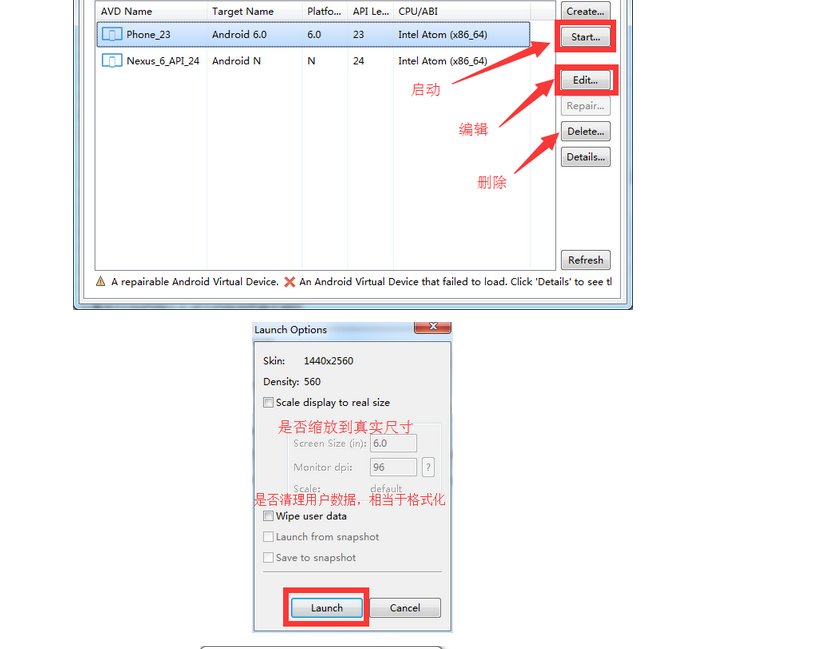 AVD Name Target Name Platfo... API Le... CPU/ABI Create...
Phone_23 Android 6.0 6.0 23 Intel Atom (x86_64) Start...
Nexus_6_API_24 Android N N 24 Intel Atom (x86_64)
启动
Edit...
Repair...
编辑
Delete...
Details...
删除
Refresh
A repairable Android Virtual Device. An Android Virtual Device that failed to load. Click 'Details' to see
Launch Options
Skin: 1440x2560
Density: 560
Scale display to real size
是否缩放到真实尺寸
Screen Size (in): 6.0
Monitor dpi: 96 ?
Scale: default
是否清理用户数据，相当于格式化
Wipe user data
Launch from snapshot
Save to snapshot
Launch Cancel